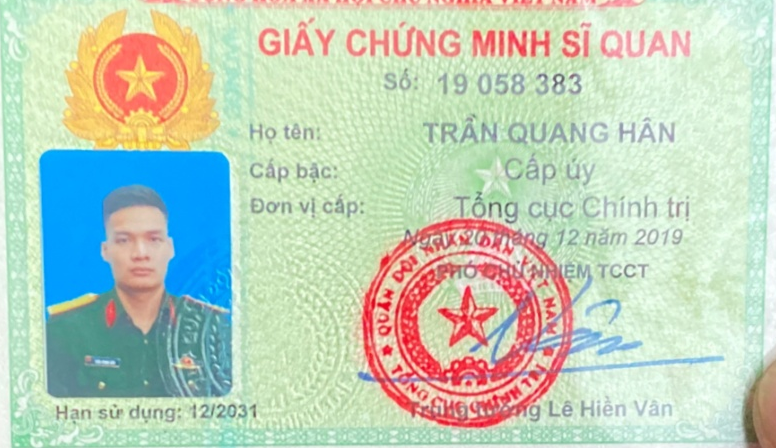 GIẤY CHỨNG MINH SĨ QUAN
Số: 19 058 383
Họ tên: TRẦN QUANG HÂN
Cấp bậc: Cấp úy
Đơn vị cấp: Tổng cục Chính trị
Ngày 20 tháng 12 năm 2019
PHÓ CHỦ NHIỆM TCCT
QUÂN ĐỘI NHÂN DÂN VIỆT NAM
TỔNG CỤC CHÍNH TRỊ
Hạn sử dụng: 12/2031
Trung tướng Lê Hiền Vân